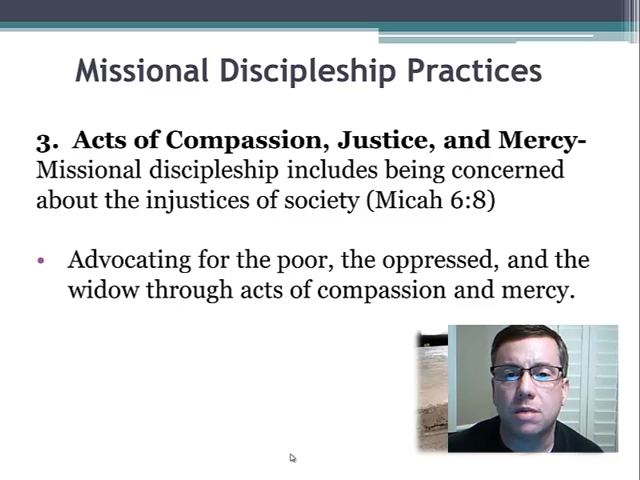 Missional Discipleship Practices
3. Acts of Compassion, Justice, and Mercy-
Missional discipleship includes being concerned
about the injustices of society (Micah 6:8)
• Advocating for the poor, the oppressed, and the
widow through acts of compassion and mercy.